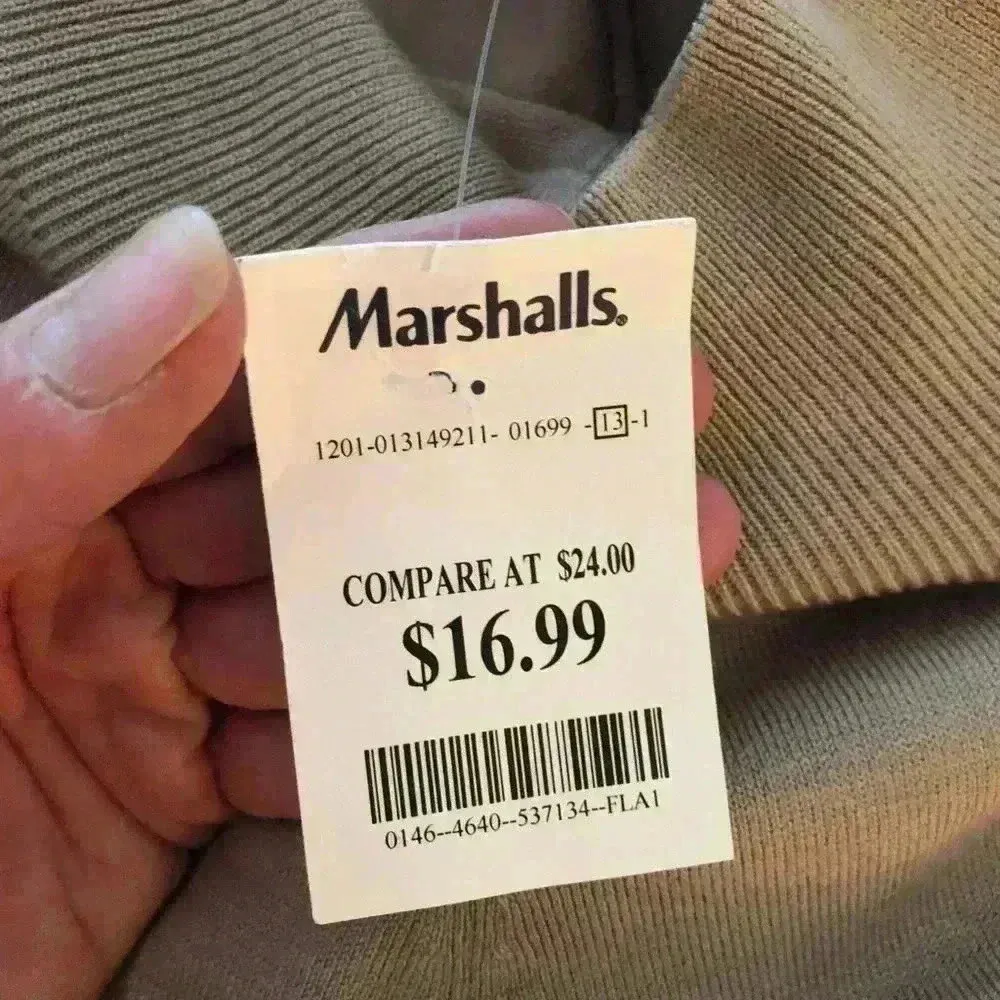 Marshalls®
1201-013149211- 01699 -13-1
COMPARE AT $24.00
$16.99
0146--4640--537134--FLA1